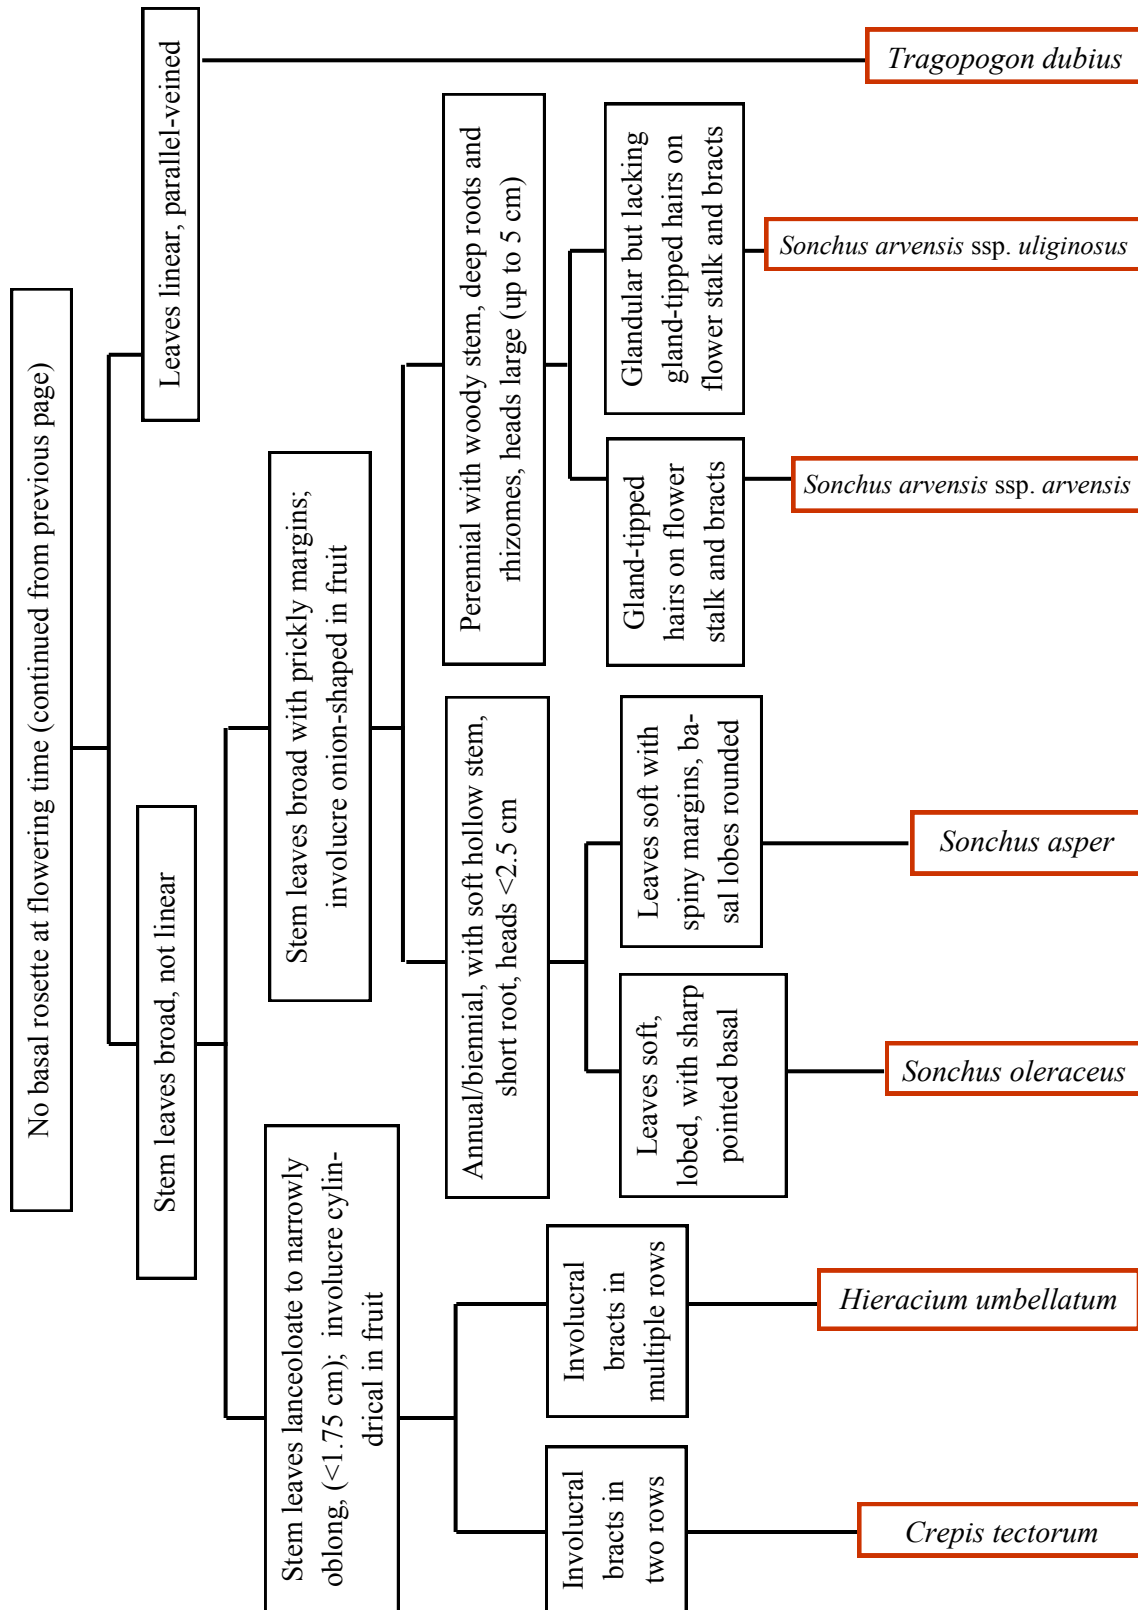 No basal rosette at flowering time (continued from previous page)
Stem leaves broad, not linear
Leaves linear, parallel-veined
Stem leaves lanceoloate to narrowly
oblong, (<1.75 cm); involucre cylin-
drical in fruit
Stem leaves broad with prickly margins;
involucre onion-shaped in fruit
Annual/biennial, with soft hollow stem,
short root, heads <2.5 cm
Perennial with woody stem, deep roots and
rhizomes, heads large (up to 5 cm)
Involucral
bracts in
two rows
Involucral
bracts in
multiple rows
Leaves soft,
lobed, with sharp
pointed basal
Leaves soft with
spiny margins, ba-
sal lobes rounded
Gland-tipped
hairs on flower
stalk and bracts
Glandular but lacking
gland-tipped hairs on
flower stalk and bracts
Crepis tectorum
Hieracium umbellatum
Sonchus oleraceus
Sonchus asper
Sonchus arvensis ssp. arvensis
Sonchus arvensis ssp. uliginosus
Tragopogon dubius